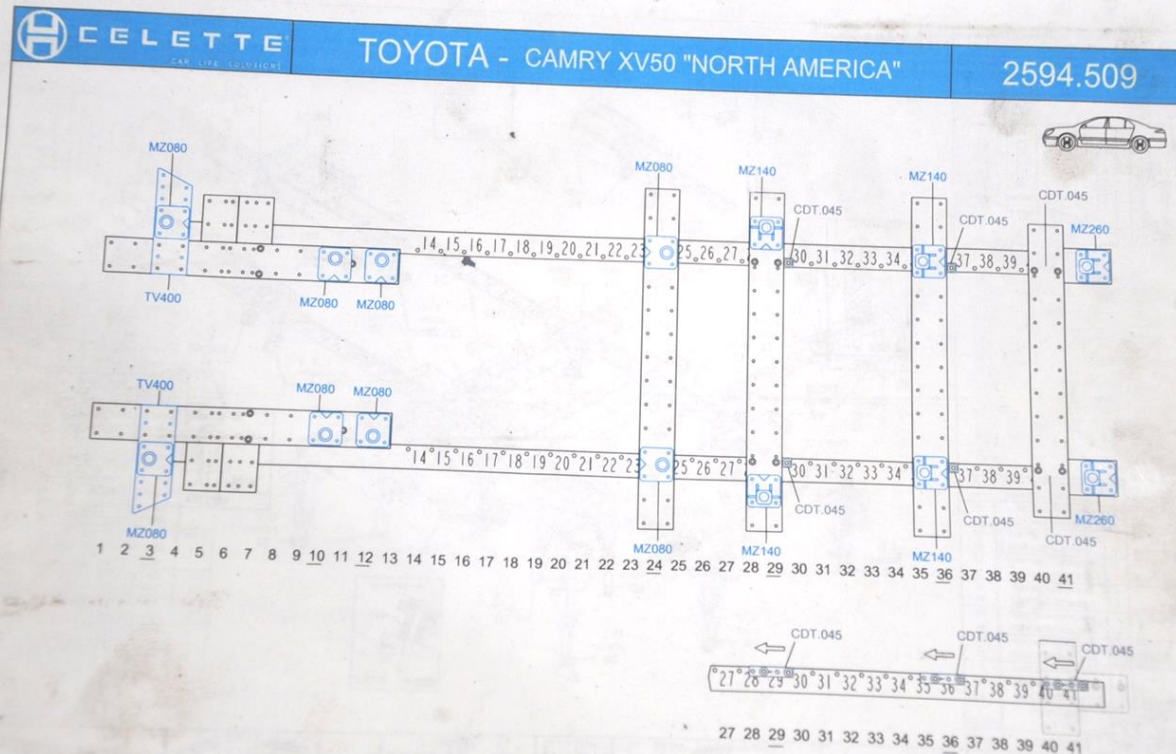 CELETTE
CAR LIFE SOLUTIONS
TOYOTA - CAMRY XV50 "NORTH AMERICA"
2594.509
MZ080
MZ080
MZ140
MZ140
CDT.045
CDT.045
CDT.045
MZ260
14 15 16 17 18 19 20 21 22 23 25 26 27 30 31 32 33 34 37 38 39
TV400
MZ080
MZ080
TV400
MZ080
MZ080
14 15 16 17 18 19 20 21 22 23 25 26 27 30 31 32 33 34 37 38 39
CDT.045
CDT.045
MZ260
CDT.045
MZ080
MZ080
MZ140
MZ140
1 2 3 4 5 6 7 8 9 10 11 12 13 14 15 16 17 18 19 20 21 22 23 24 25 26 27 28 29 30 31 32 33 34 35 36 37 38 39 40 41
CDT.045
CDT.045
CDT.045
27 28 29 30 31 32 33 34 35 36 37 38 39 40 41
27 28 29 30 31 32 33 34 35 36 37 38 39 40 41